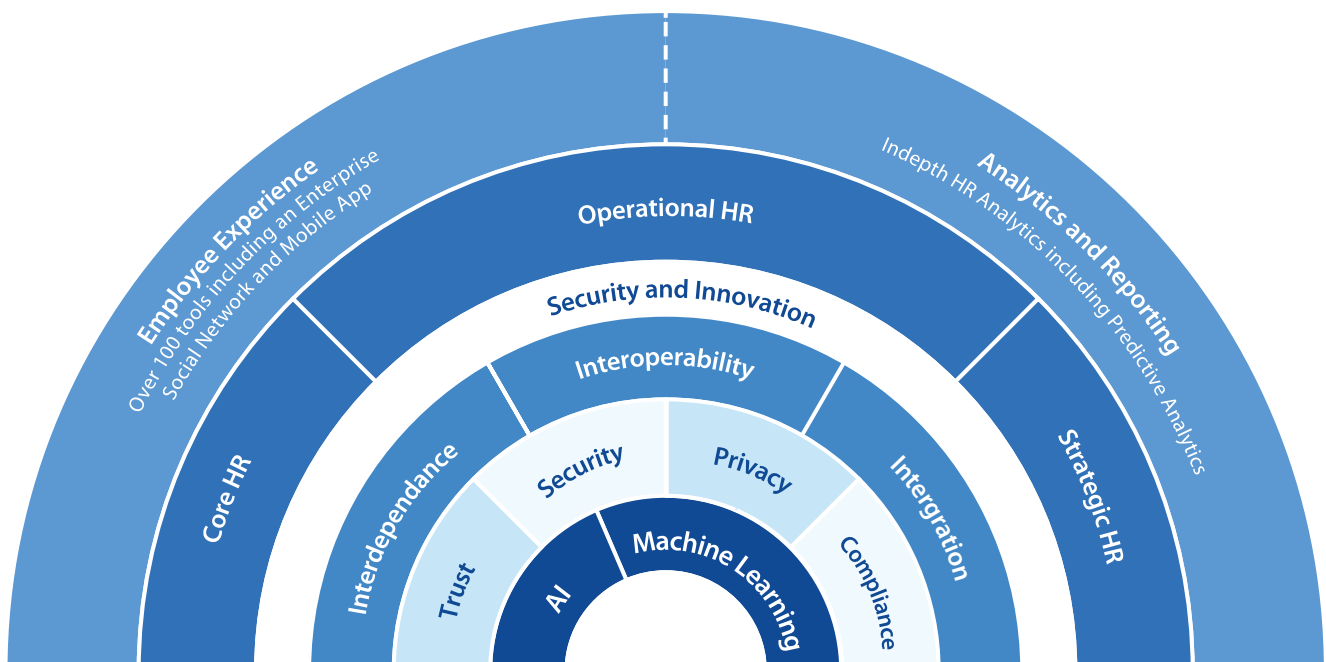 Employee Experience
Over 100 tools including an Enterprise
Social Network and Mobile App
Analytics and Reporting
Indepth HR Analytics including Predictive Analytics
Core HR
Operational HR
Strategic HR
Security and Innovation
Interdependance
Interoperability
Intergration
Trust
Security
Privacy
Compliance
AI
Machine Learning